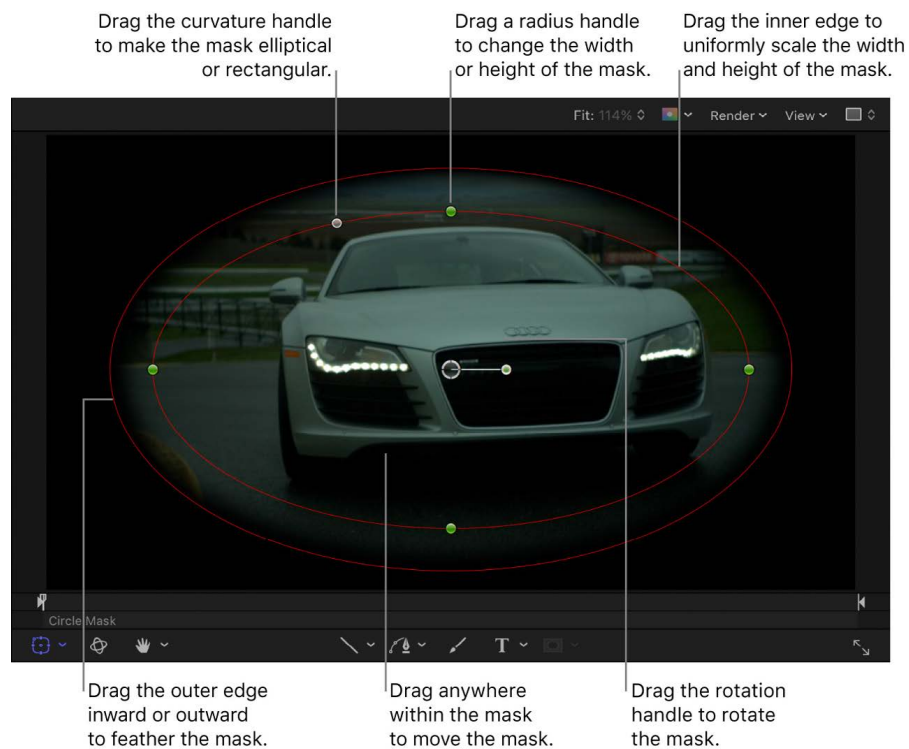 Drag the curvature handle
to make the mask elliptical
or rectangular.
Drag a radius handle
to change the width
or height of the mask.
Drag the inner edge to
uniformly scale the width
and height of the mask.
Fit: 114%
Render
View
Circle Mask
T
Drag the outer edge
inward or outward
to feather the mask.
Drag anywhere
within the mask
to move the mask.
Drag the rotation
handle to rotate
the mask.